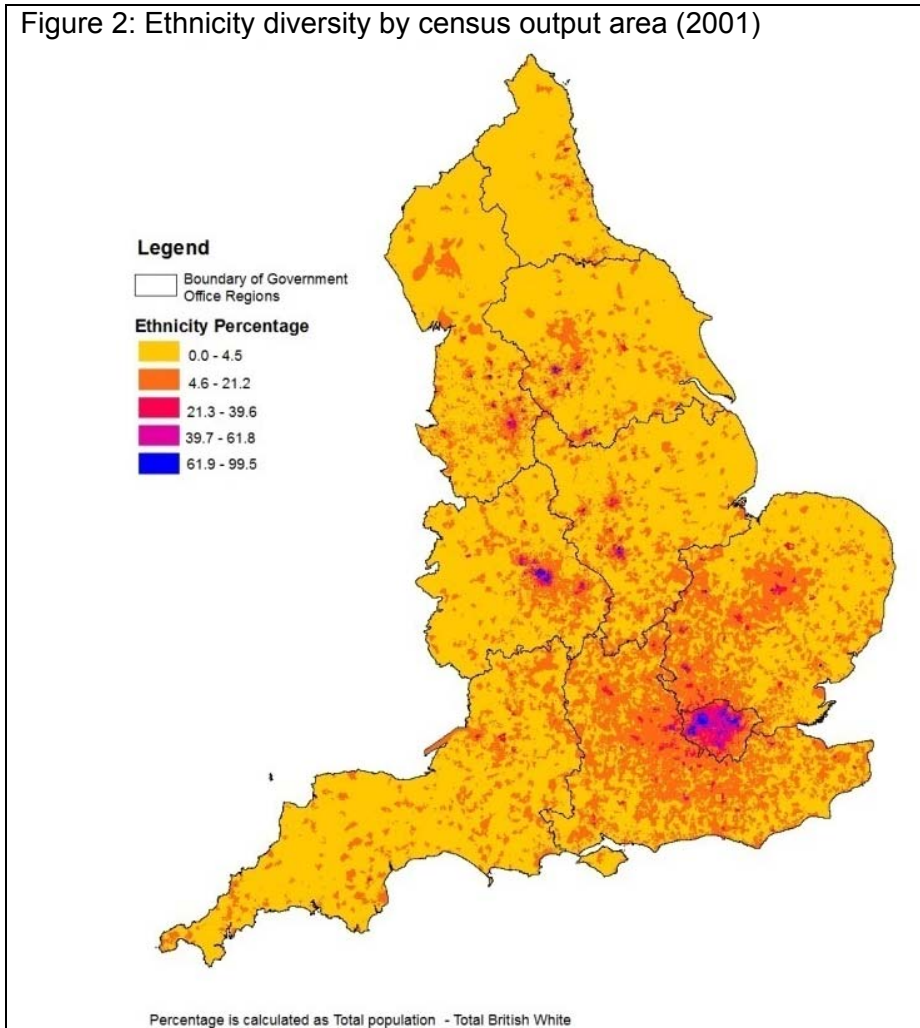 Figure 2: Ethnicity diversity by census output area (2001)
Legend
Boundary of Government
Office Regions
Ethnicity Percentage
0.0 - 4.5
4.6 - 21.2
21.3 - 39.6
39.7 - 61.8
61.9 - 99.5
Percentage is calculated as Total population - Total British White